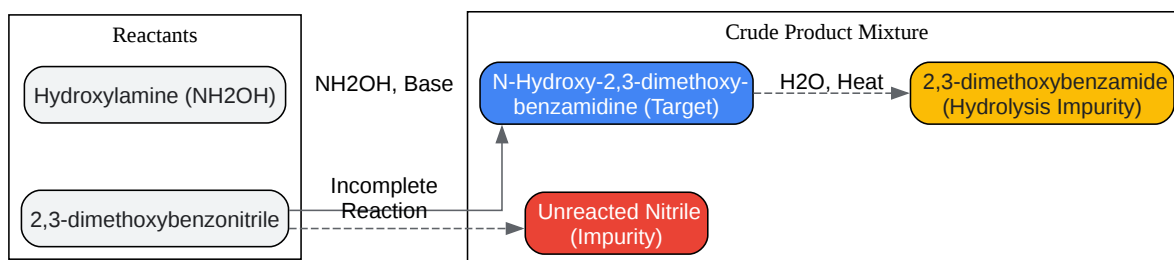 Reactants
Crude Product Mixture
Hydroxylamine (NH2OH)
NH2OH, Base
N-Hydroxy-2,3-dimethoxy-
benzamidine (Target)
H2O, Heat
2,3-dimethoxybenzamide
(Hydrolysis Impurity)
2,3-dimethoxybenzonitrile
Incomplete
Reaction
Unreacted Nitrile
(Impurity)